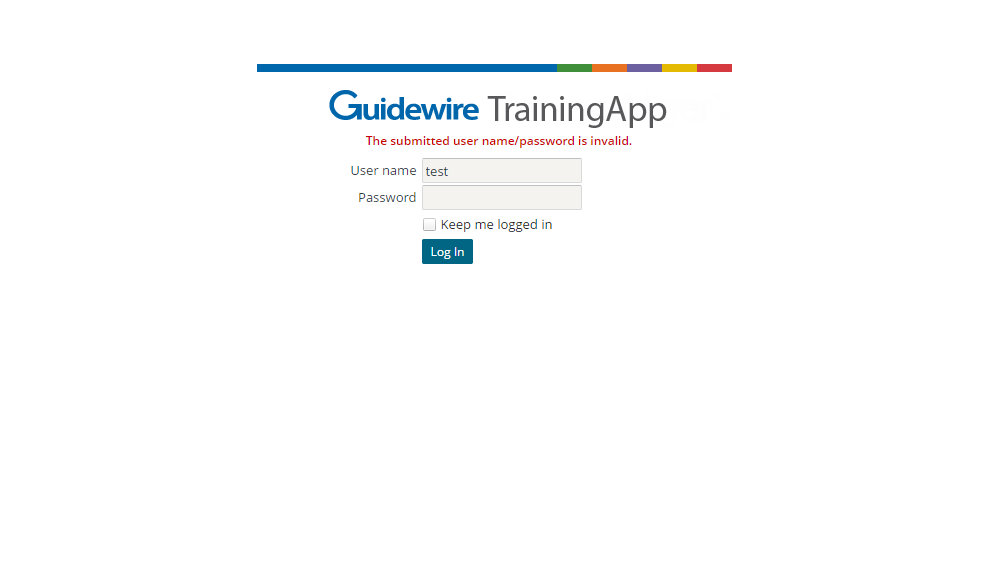 Guidewire TrainingApp
The submitted user name/password is invalid.
User name test
Password
Keep me logged in
Log In